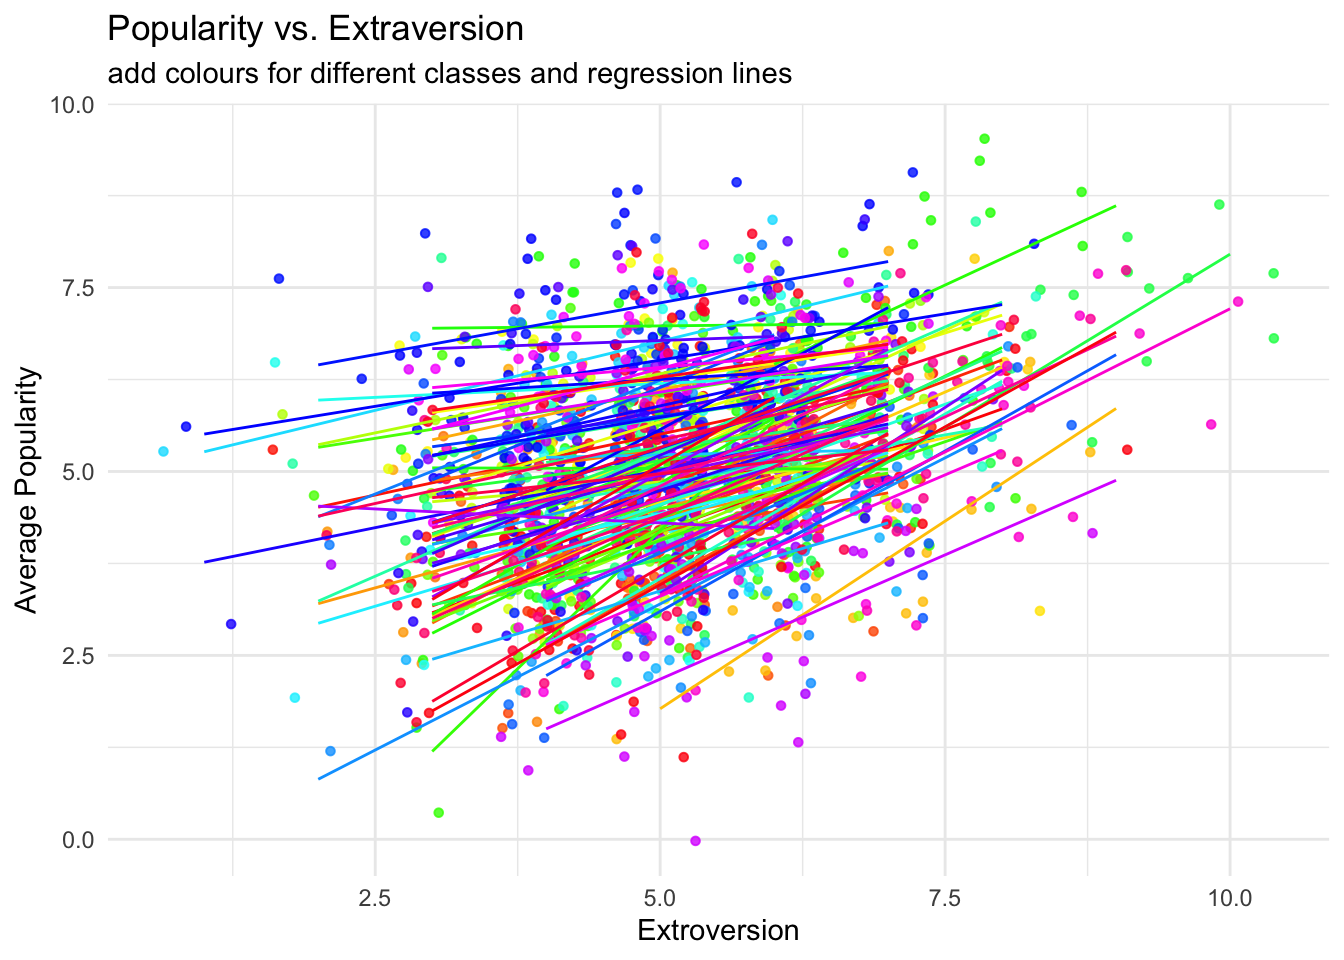 Popularity vs. Extraversion
add colours for different classes and regression lines
10.0
7.5
5.0
2.5
0.0
Average Popularity
2.5
5.0
7.5
10.0
Extroversion